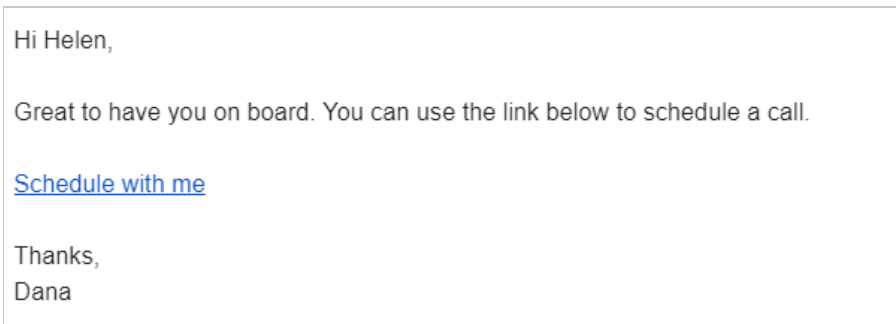 Hi Helen,
Great to have you on board. You can use the link below to schedule a call.
Schedule with me
Thanks,
Dana